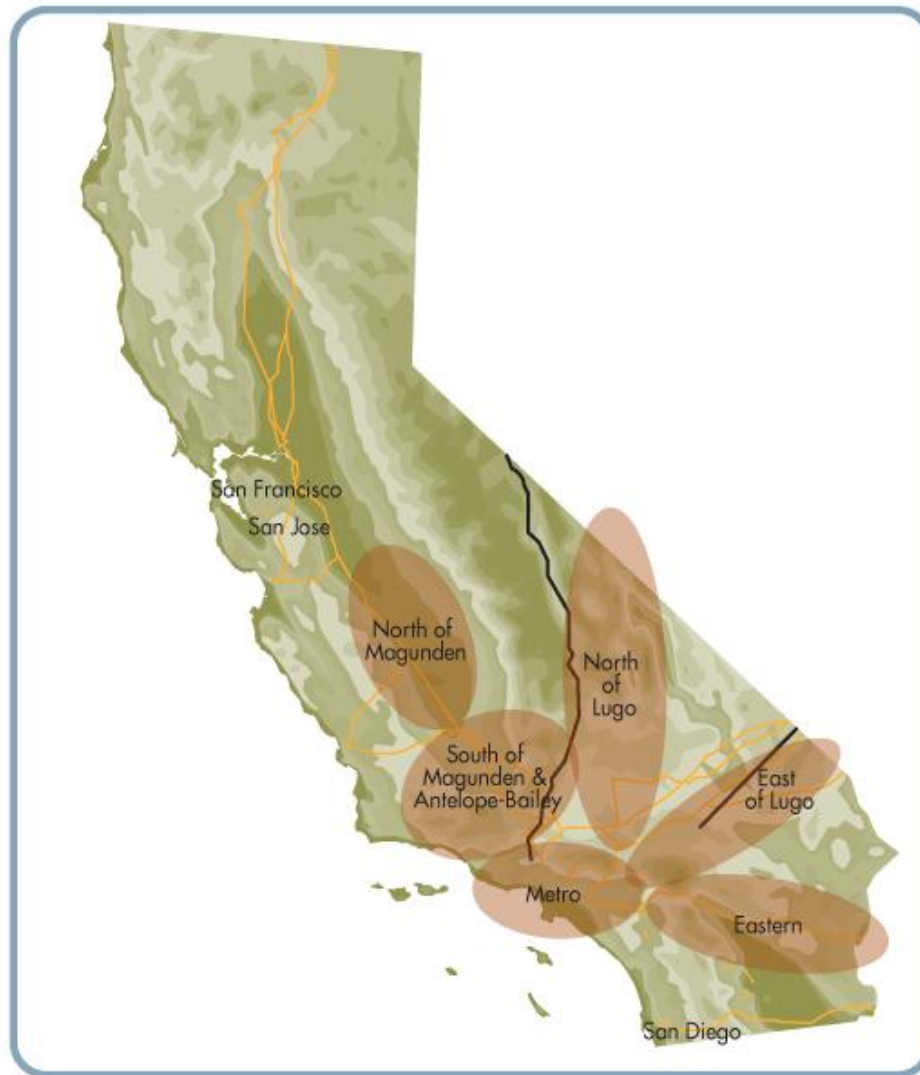 San Francisco
San Jose
North of
Magunden
North
of
Lugo
South of
Magunden &
Antelope-Bailey
East
of Lugo
Metro
Eastern
San Diego